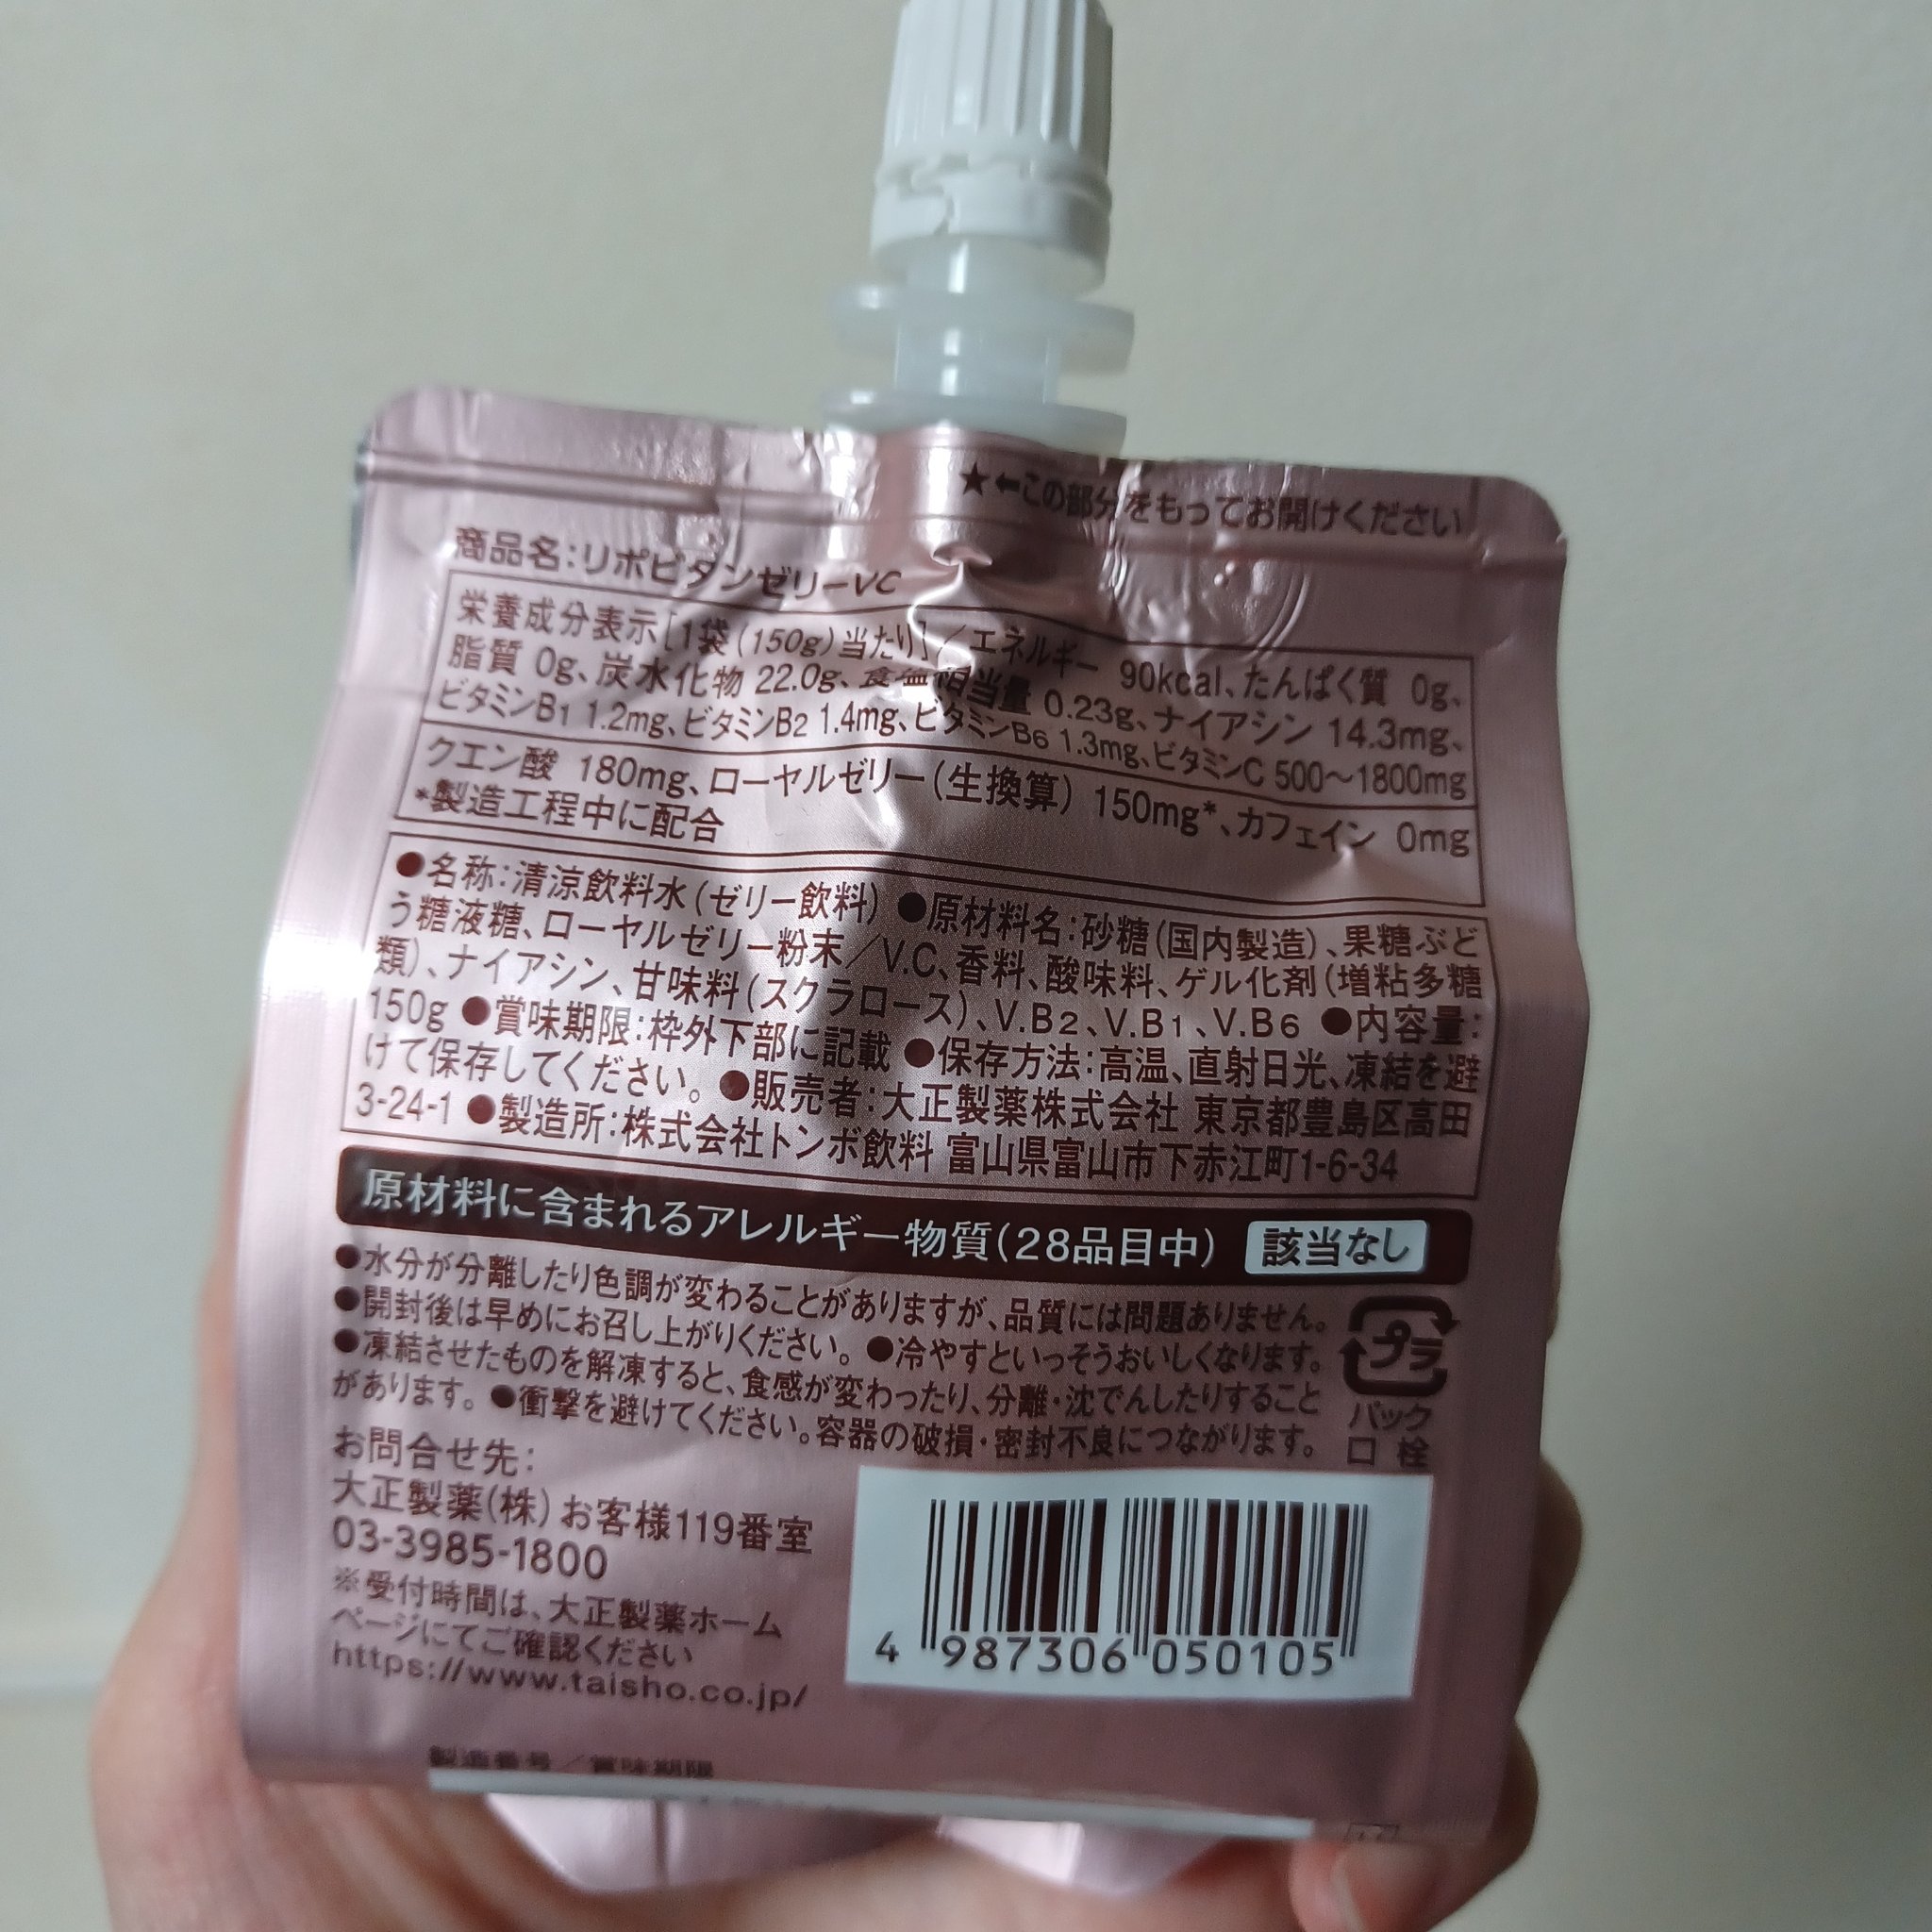 ★←この部分をもってお開けください
商品名:リポビタンゼリーVC
栄養成分表示[1袋(150g)当たり]/エネルギー 90kcal、たんぱく質 0g、
脂質 0g、炭水化物 22.0g、食塩相当量 0.23g、ナイアシン 14.3mg、
ビタミンB1 1.2mg、ビタミンB2 1.4mg、ビタミンB6 1.3mg、ビタミンC 500〜1800mg
クエン酸 180mg、ローヤルゼリー(生換算) 150mg*、カフェイン 0mg
*製造工程中に配合
●名称:清涼飲料水(ゼリー飲料) ●原材料名:砂糖(国内製造)、果糖ぶど
う糖液糖、ローヤルゼリー粉末/V.C、香料、酸味料、ゲル化剤(増粘多糖
類)、ナイアシン、甘味料(スクラロース)、V.B2、V.B1、V.B6 ●内容量:
150g ●賞味期限:枠外下部に記載 ●保存方法:高温、直射日光、凍結を避
けて保存してください。 ●販売者:大正製薬株式会社 東京都豊島区高田
3-24-1 ●製造所:株式会社トンボ飲料 富山県富山市下赤江町1-6-34
原材料に含まれるアレルギー物質(28品目中) 該当なし
●水分が分離したり色調が変わることがありますが、品質には問題ありません。
●開封後は早めにお召し上がりください。 ●冷やすといっそうおいしくなります。
●凍結させたものを解凍すると、食感が変わったり、分離・沈でんしたりすること
があります。 ●衝撃を避けてください。容器の破損・密封不良につながります。
プラ
パック
口 栓
お問合せ先:
大正製薬(株) お客様119番室
03-3985-1800
※受付時間は、大正製薬ホーム
ページにてご確認ください
https://www.taisho.co.jp/
4 987306 050105
製造番号/賞味期限